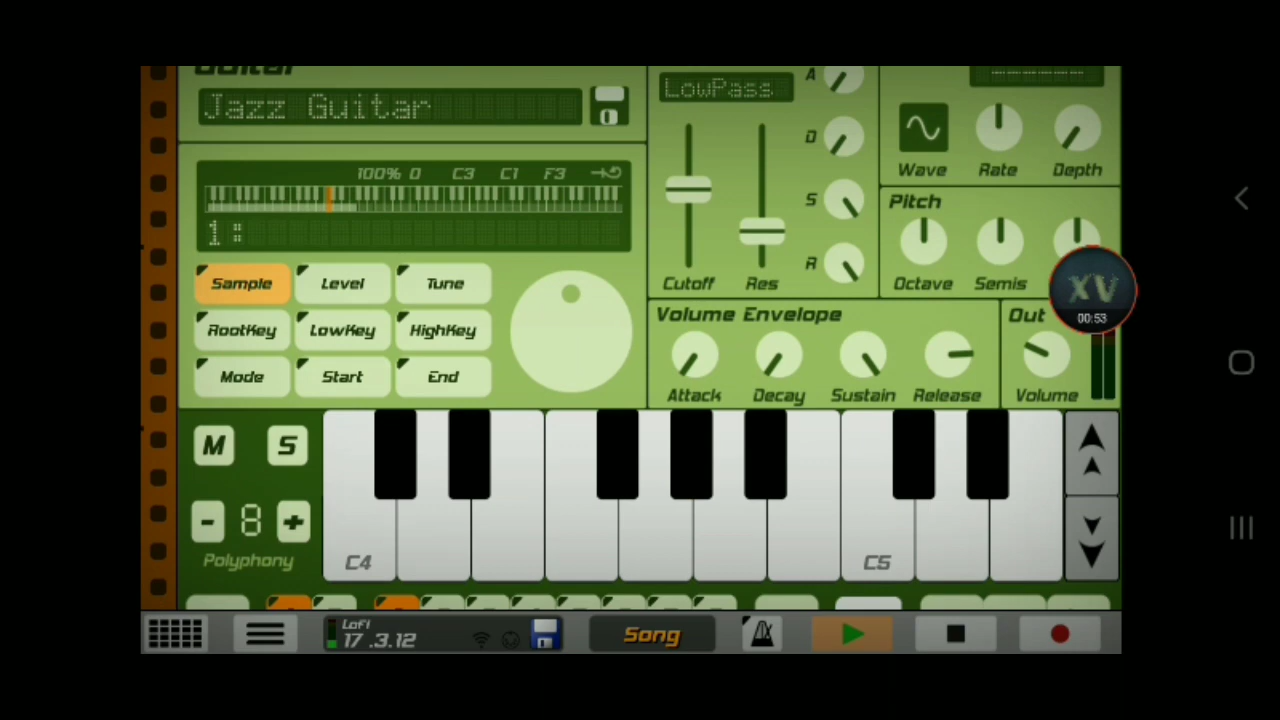 Guitar
Jazz Guitar
100% 0 C3 C1 F3
1:
Sample Level Tune
RootKey LowKey HighKey
Mode Start End
LowPass
A
D
S
R
Cutoff Res
Wave Rate Depth
Pitch
Octave Semis
XV
00:53
Volume Envelope
Attack Decay Sustain Release
Out
Volume
M S
- 8 +
Polyphony
C4 C5
LoFi
17 .3.12
Song